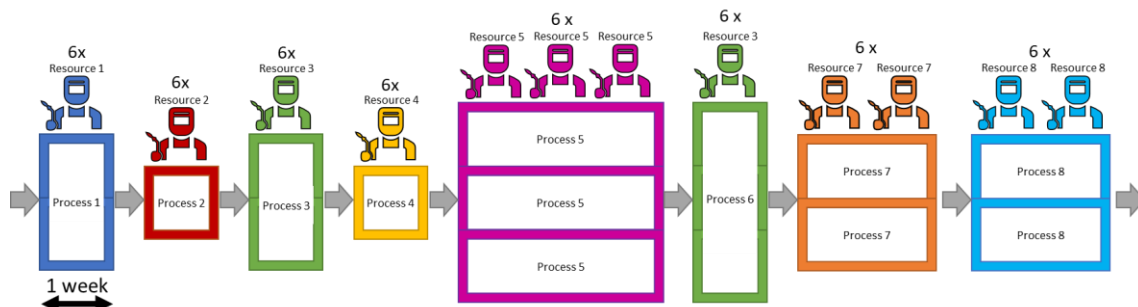 6x
Resource 1
Process 1
1 week
6x
Resource 2
Process 2
6x
Resource 3
Process 3
6x
Resource 4
Process 4
6 x
Resource 5 Resource 5 Resource 5
Process 5
Process 5
Process 5
6 x
Resource 3
Process 6
6 x
Resource 7 Resource 7
Process 7
Process 7
6 x
Resource 8 Resource 8
Process 8
Process 8